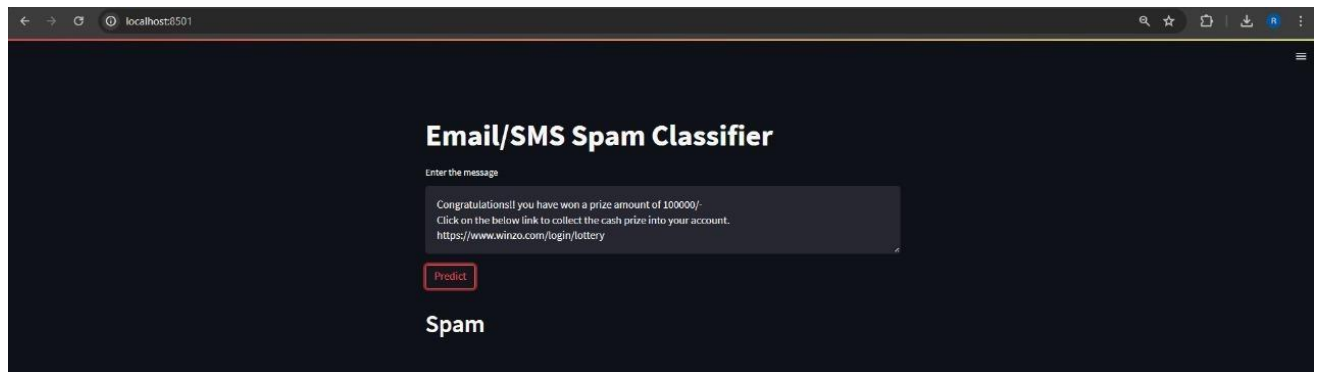 localhost:8501
R
Email/SMS Spam Classifier
Enter the message
Congratulations!! you have won a prize amount of 100000/-
Click on the below link to collect the cash prize into your account.
https://www.winzo.com/login/lottery
Predict
Spam